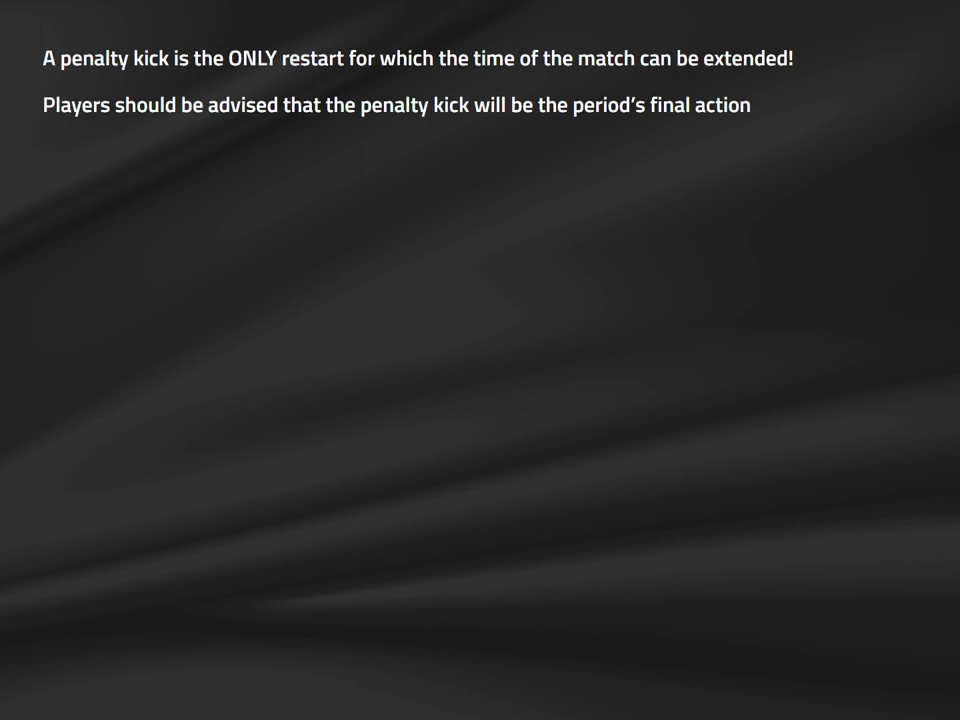 A penalty kick is the ONLY restart for which the time of the match can be extended!
Players should be advised that the penalty kick will be the period’s final action